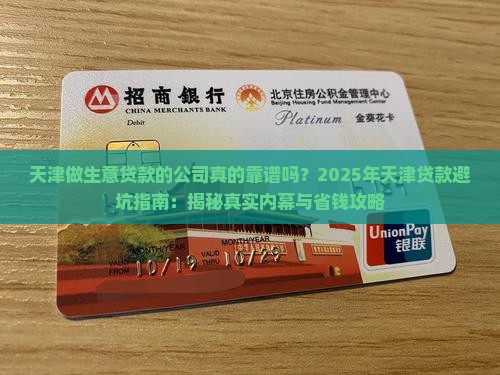 招商银行
CHINA MERCHANTS BANK
北京住房公积金管理中心
Beijing Housing Fund Management Center
Debit
Platinum 金葵花卡
天津做生意贷款的公司真的靠谱吗？2025年天津贷款避
坑指南：揭秘真实内幕与省钱攻略
MONTH/YEAR MONTH/YEAR
VALID FROM 10/19 VALID THRU 10/29
UnionPay
银联